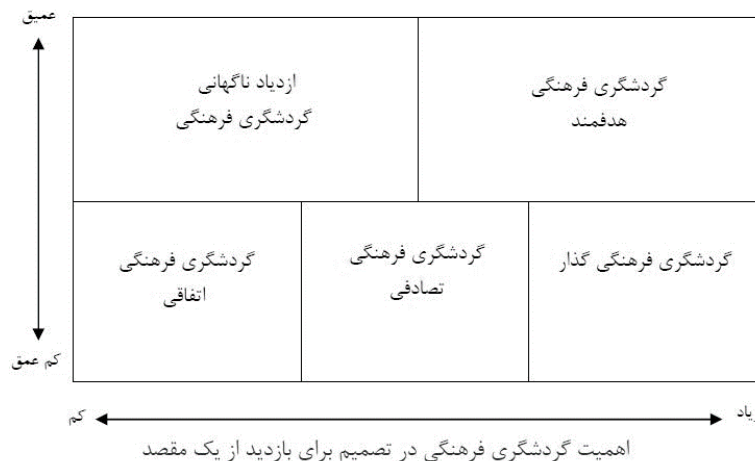 عمیق
گردشگری فرهنگی
هدفمند
ازدیاد ناگهانی
گردشگری فرهنگی
گردشگری فرهنگی گذار
گردشگری فرهنگی
تصادفی
گردشگری فرهنگی
اتفاقی
کم عمق
زیاد
کم
اهمیت گردشگری فرهنگی در تصمیم برای بازدید از یک مقصد